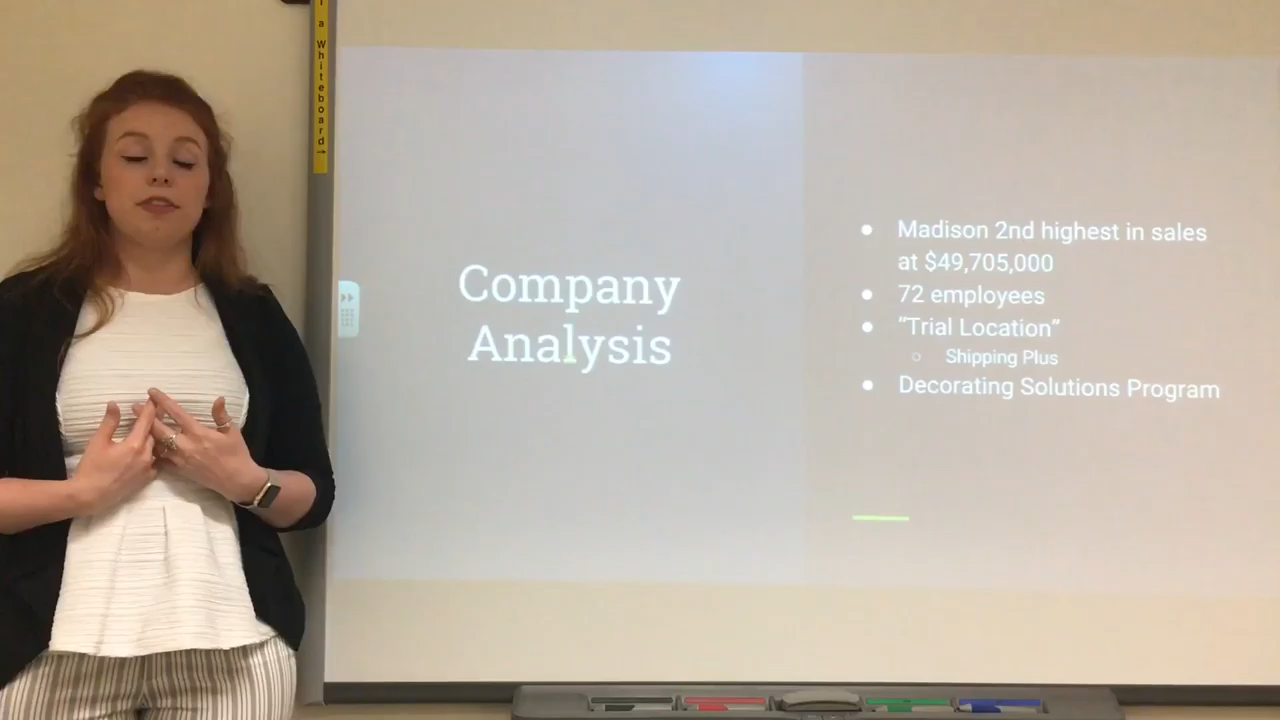 a Whiteboard→
Company
Analysis
● Madison 2nd highest in sales
at $49,705,000
● 72 employees
● “Trial Location”
○ Shipping Plus
● Decorating Solutions Program